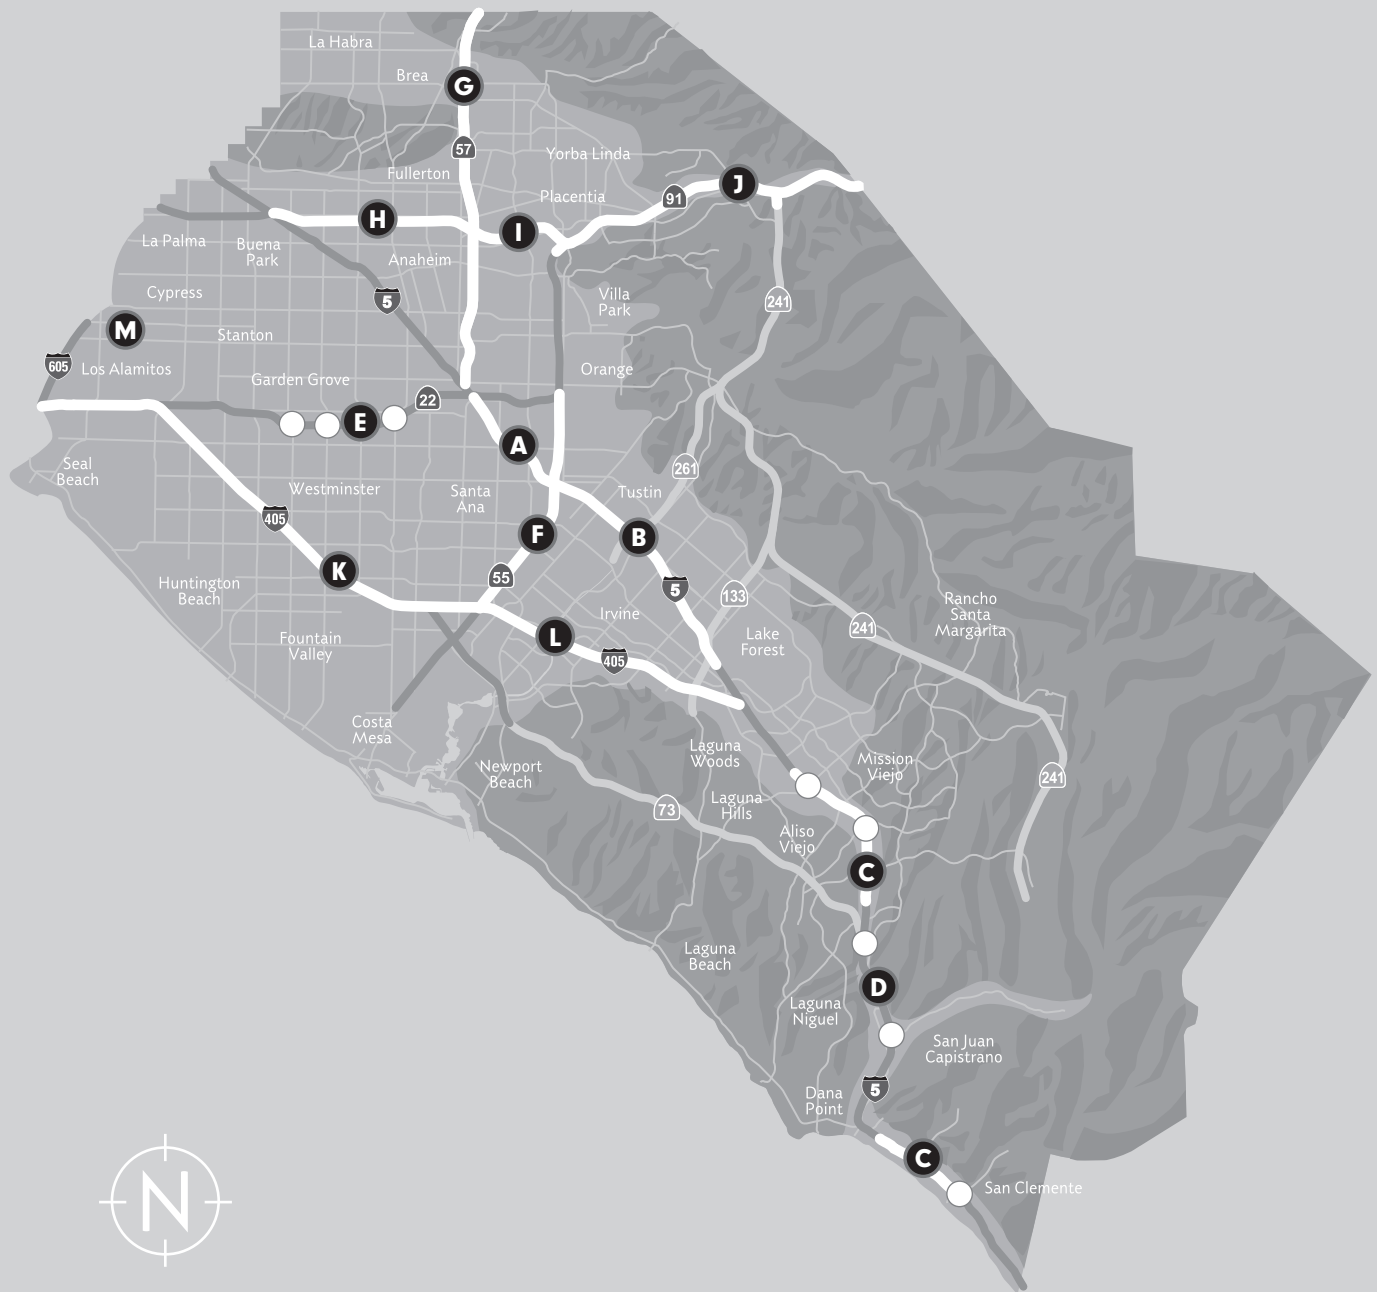 La Habra
Brea
G
57
Yorba Linda
Fullerton
J
91
Placentia
H
I
La Palma
Buena
Park
Anaheim
Cypress
5
Villa
Park
241
M
Stanton
605
Los Alamitos
Orange
Garden Grove
22
E
A
Seal
Beach
261
Westminster
Santa
Ana
Tustin
405
F
B
K
55
5
133
Huntington
Beach
Irvine
Rancho
Santa
Margarita
Fountain
Valley
L
405
Lake
Forest
241
Costa
Mesa
Laguna
Woods
Mission
Viejo
Newport
Beach
241
73
Laguna
Hills
Aliso
Viejo
C
Laguna
Beach
D
Laguna
Niguel
San Juan
Capistrano
5
Dana
Point
C
San Clemente
N